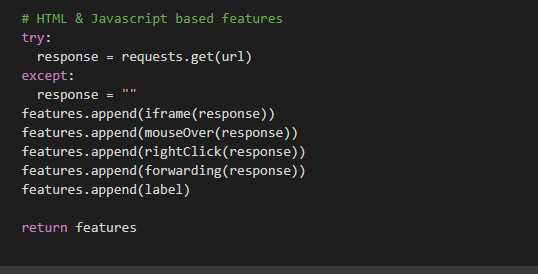 # HTML & Javascript based features
try:
response = requests.get(url)
except:
response = ""
features.append(iframe(response))
features.append(mouseOver(response))
features.append(rightClick(response))
features.append(forwarding(response))
features.append(label)
return features